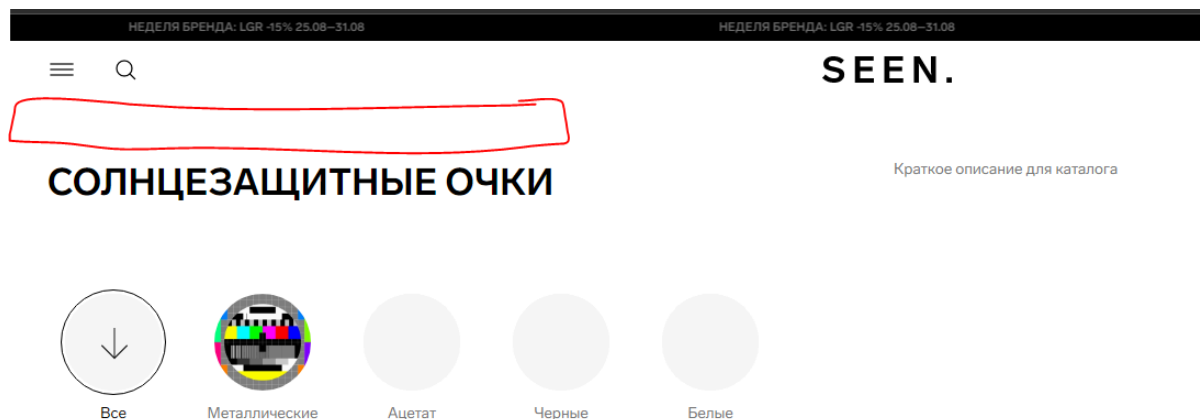 НЕДЕЛЯ БРЕНДА: LGR -15% 25.08—31.08 НЕДЕЛЯ БРЕНДА: LGR -15% 25.08—31.08
SEEN.
СОЛНЦЕЗАЩИТНЫЕ ОЧКИ
Краткое описание для каталога
Все Металлические Ацетат Черные Белые